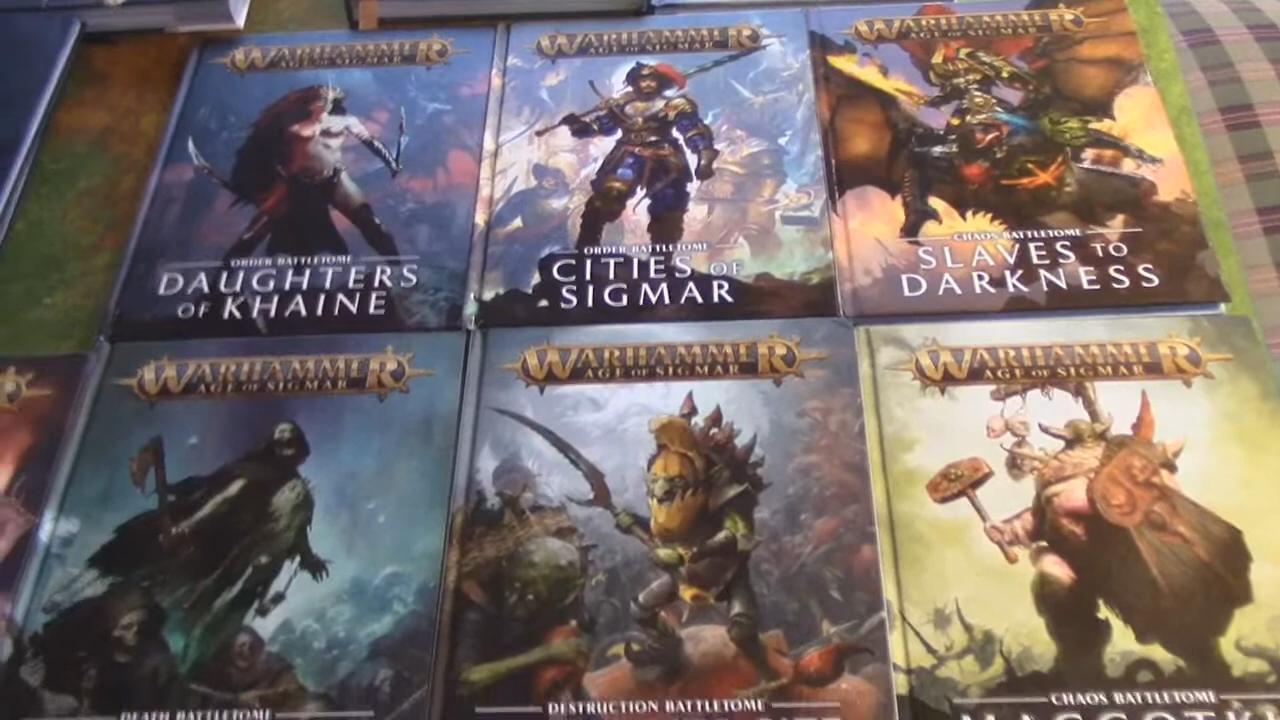 WARHAMMER
AGE OF SIGMAR
ORDER BATTLETOME
DAUGHTERS
OF KHAINE
WARHAMMER
AGE OF SIGMAR
ORDER BATTLETOME
CITIES OF
SIGMAR
WARHAMMER
AGE OF SIGMAR
CHAOS BATTLETOME
SLAVES TO
DARKNESS
WARHAMMER
AGE OF SIGMAR
DEATH BATTLETOME
WARHAMMER
AGE OF SIGMAR
DESTRUCTION BATTLETOME
WARHAMMER
AGE OF SIGMAR
CHAOS BATTLETOME